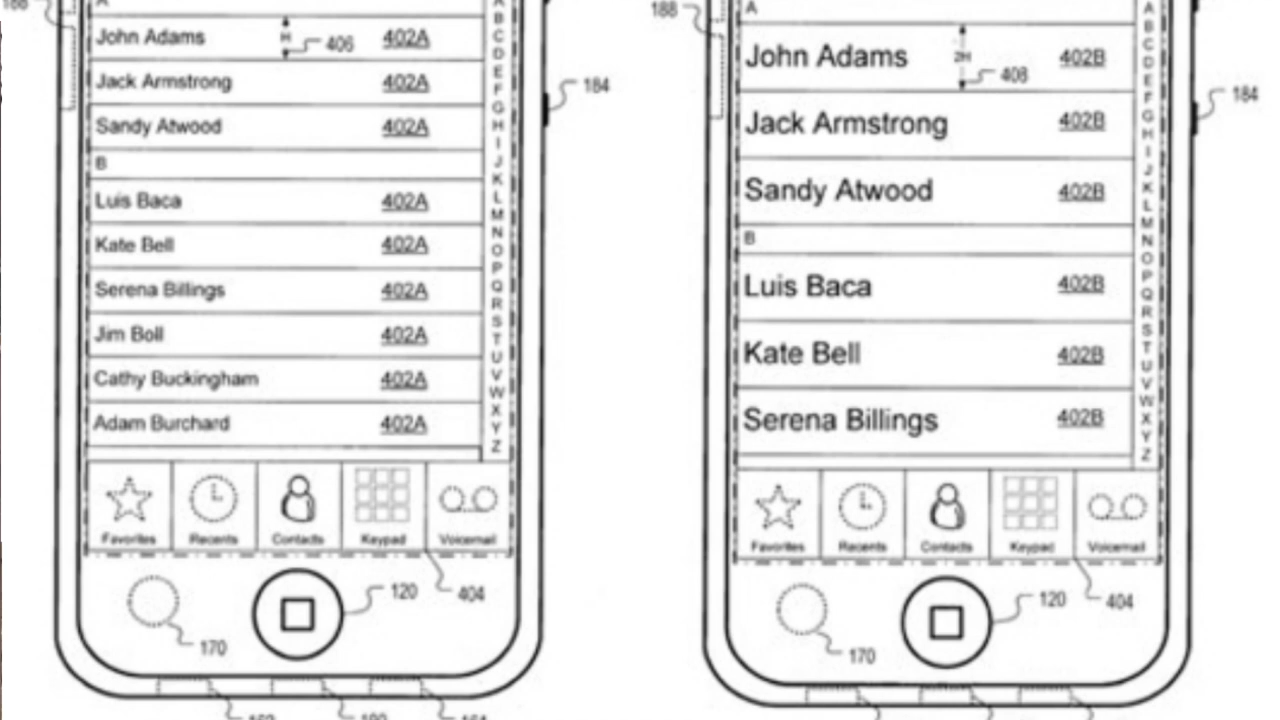 188
A
John Adams H 406 402A
Jack Armstrong 402A
Sandy Atwood 402A
B
Luis Baca 402A
Kate Bell 402A
Serena Billings 402A
Jim Boll 402A
Cathy Buckingham 402A
Adam Burchard 402A
A
B
C
D
E
F
G
H
I
J
K
L
M
N
O
P
Q
R
S
T
U
V
W
X
Y
Z
184
Favorites Recents Contacts Keypad Voicemail
404
120
170
188
A
John Adams 2H 408 402B
Jack Armstrong 402B
Sandy Atwood 402B
B
Luis Baca 402B
Kate Bell 402B
Serena Billings 402B
A
B
C
D
E
F
G
H
I
J
K
L
M
N
O
P
Q
R
S
T
U
V
W
X
Y
Z
184
Favorites Recents Contacts Keypad Voicemail
404
120
170